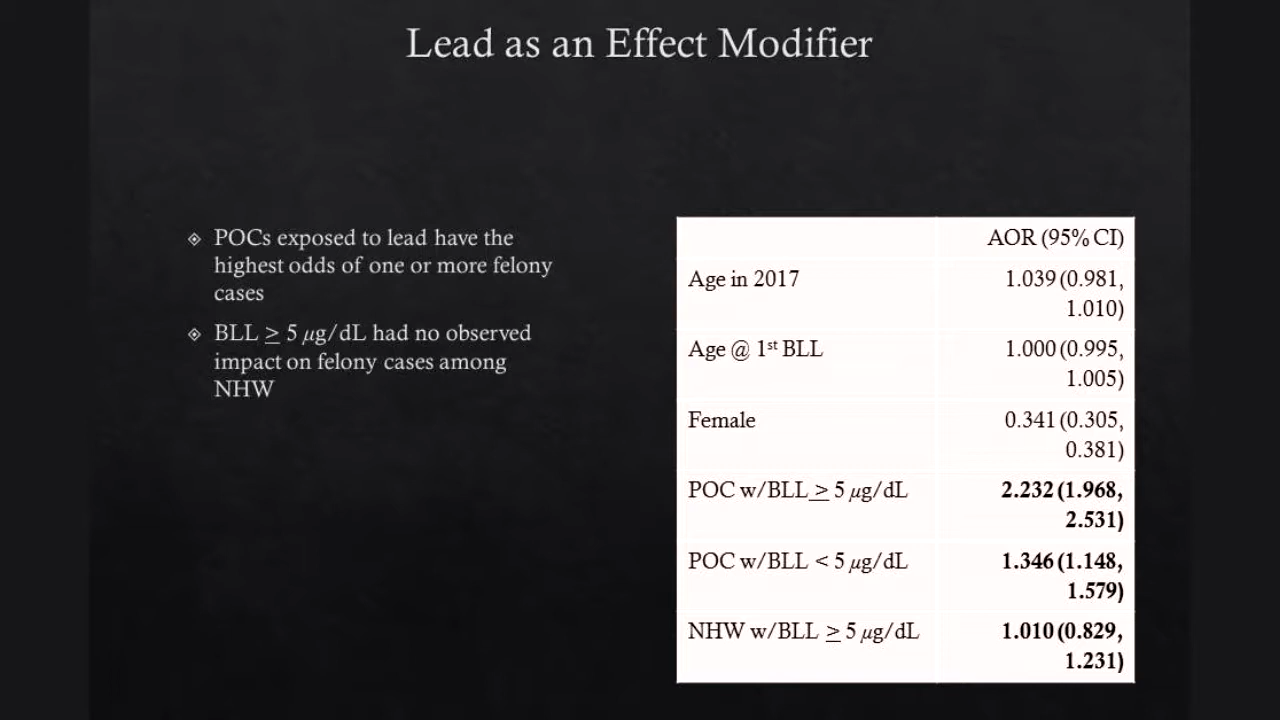 Lead as an Effect Modifier
POCs exposed to lead have the
highest odds of one or more felony
cases
BLL ≥ 5 μg/dL had no observed
impact on felony cases among
NHW
AOR (95% CI)
Age in 2017 1.039 (0.981,
1.010)
Age @ 1st BLL 1.000 (0.995,
1.005)
Female 0.341 (0.305,
0.381)
POC w/BLL ≥ 5 μg/dL 2.232 (1.968,
2.531)
POC w/BLL < 5 μg/dL 1.346 (1.148,
1.579)
NHW w/BLL ≥ 5 μg/dL 1.010 (0.829,
1.231)